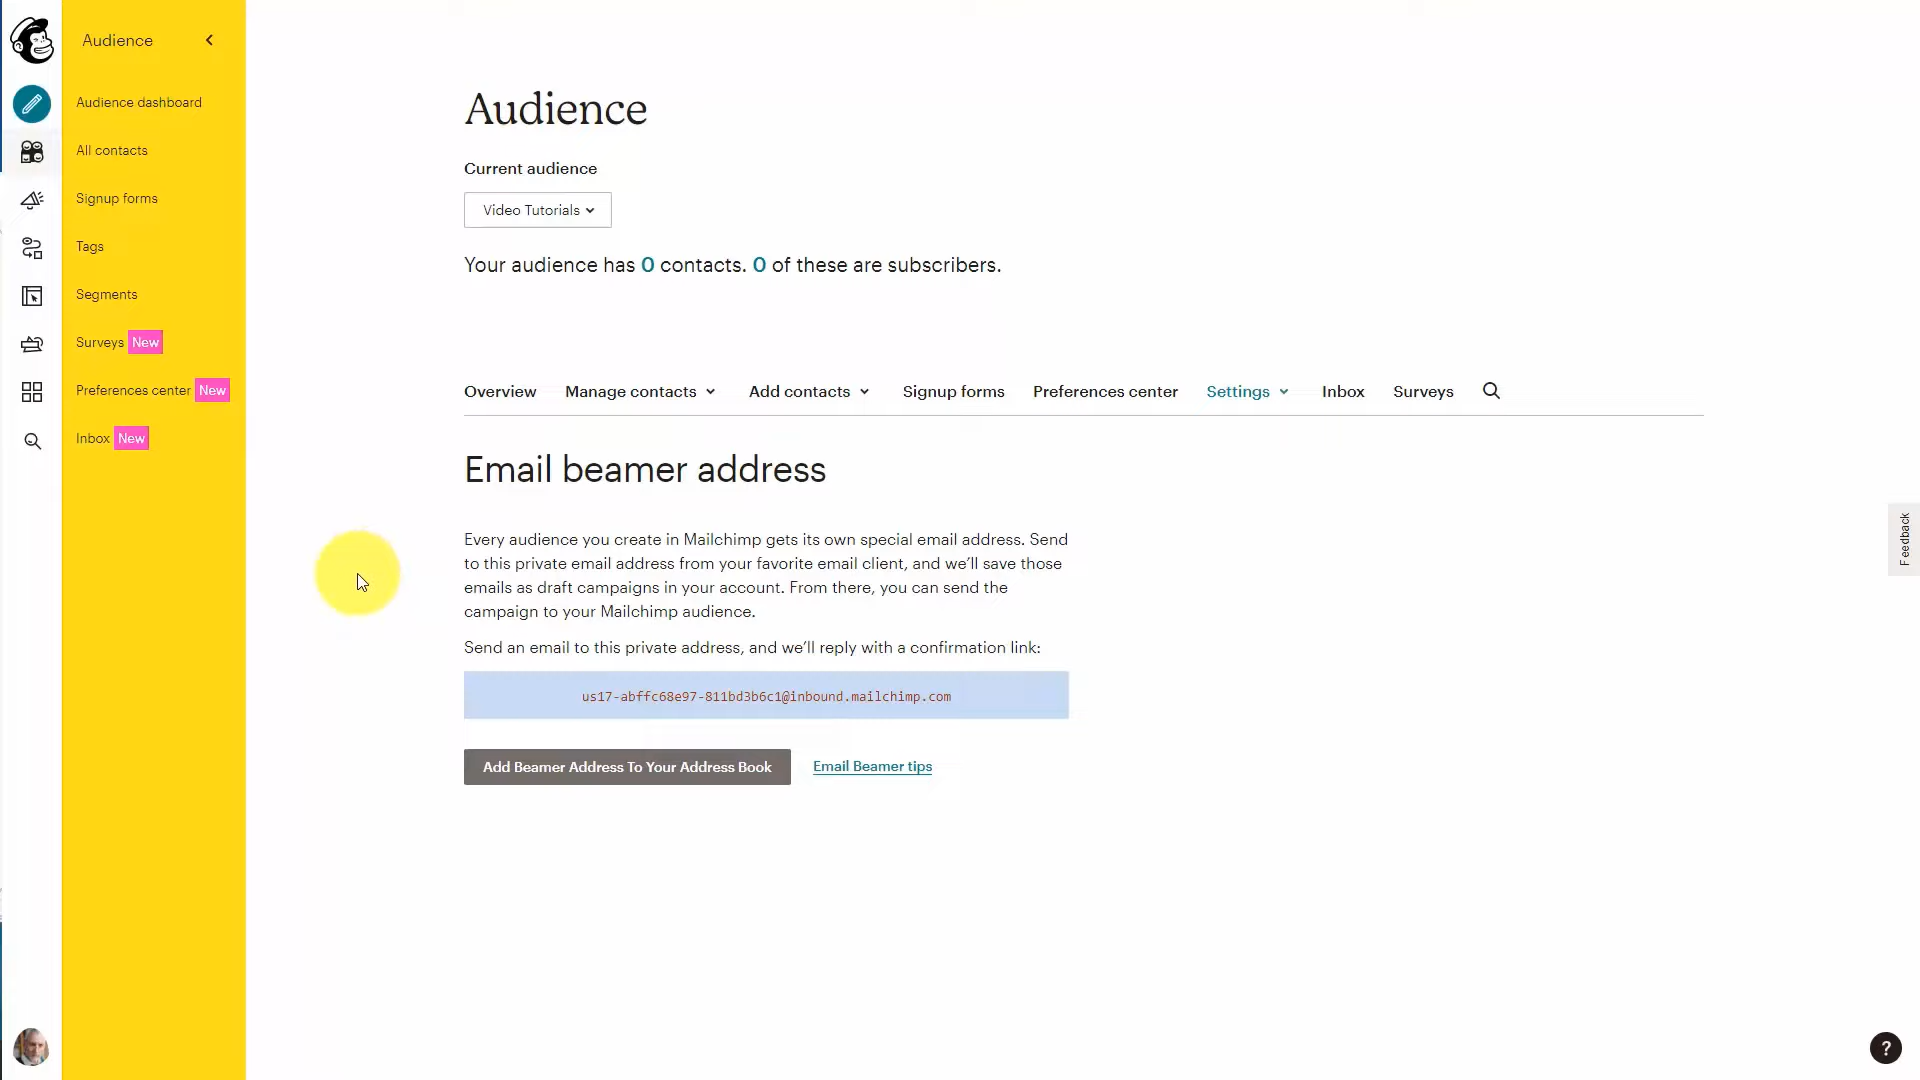 Audience
Audience dashboard
All contacts
Signup forms
Tags
Segments
Surveys New
Preferences center New
Inbox New
Audience
Current audience
Video Tutorials
Your audience has 0 contacts. 0 of these are subscribers.
Overview Manage contacts Add contacts Signup forms Preferences center Settings Inbox Surveys
Email beamer address
Every audience you create in Mailchimp gets its own special email address. Send
to this private email address from your favorite email client, and we’ll save those
emails as draft campaigns in your account. From there, you can send the
campaign to your Mailchimp audience.
Send an email to this private address, and we’ll reply with a confirmation link:
us17-abffc68e97-811bd3b6c1@inbound.mailchimp.com
Add Beamer Address To Your Address Book Email Beamer tips
Feedback
?